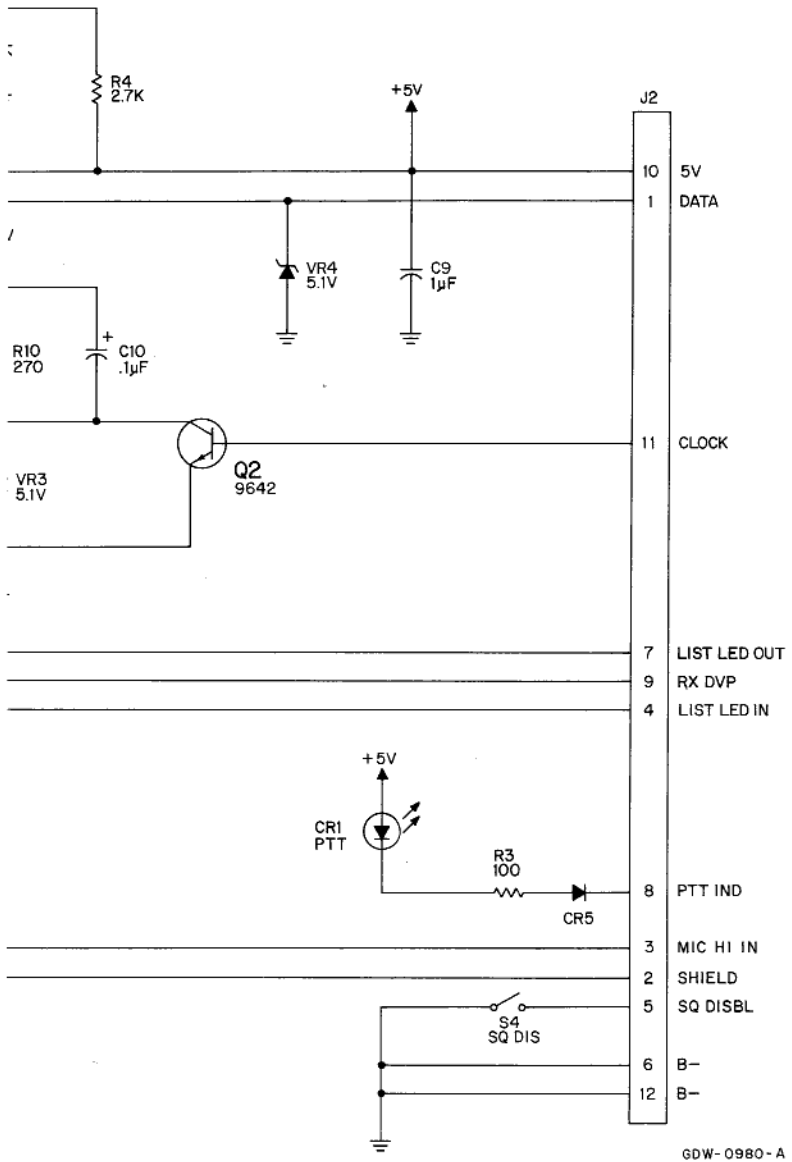 R4
2.7K
+5V
J2
10 5V
1 DATA
VR4
5.1V
C9
1µF
R10
270
+
C10
.1µF
11 CLOCK
Q2
9642
VR3
5.1V
7 LIST LED OUT
9 RX DVP
4 LIST LED IN
+5V
CR1
PTT
R3
100
8 PTT IND
CR5
3 MIC HI IN
2 SHIELD
5 SQ DISBL
S4
SQ DIS
6 B-
12 B-
GDW-0980-A